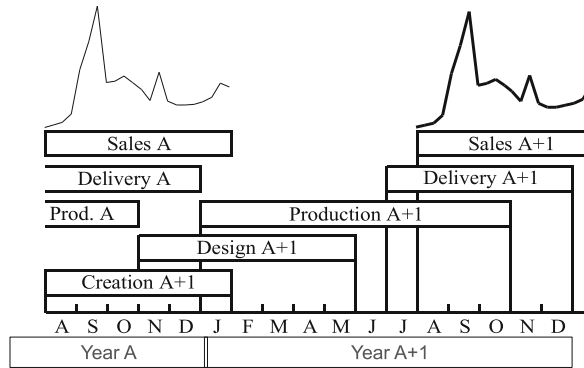 Sales A Sales A+1
Delivery A Delivery A+1
Prod. A Production A+1
Design A+1
Creation A+1
A S O N D J F M A M J J A S O N D
Year A Year A+1